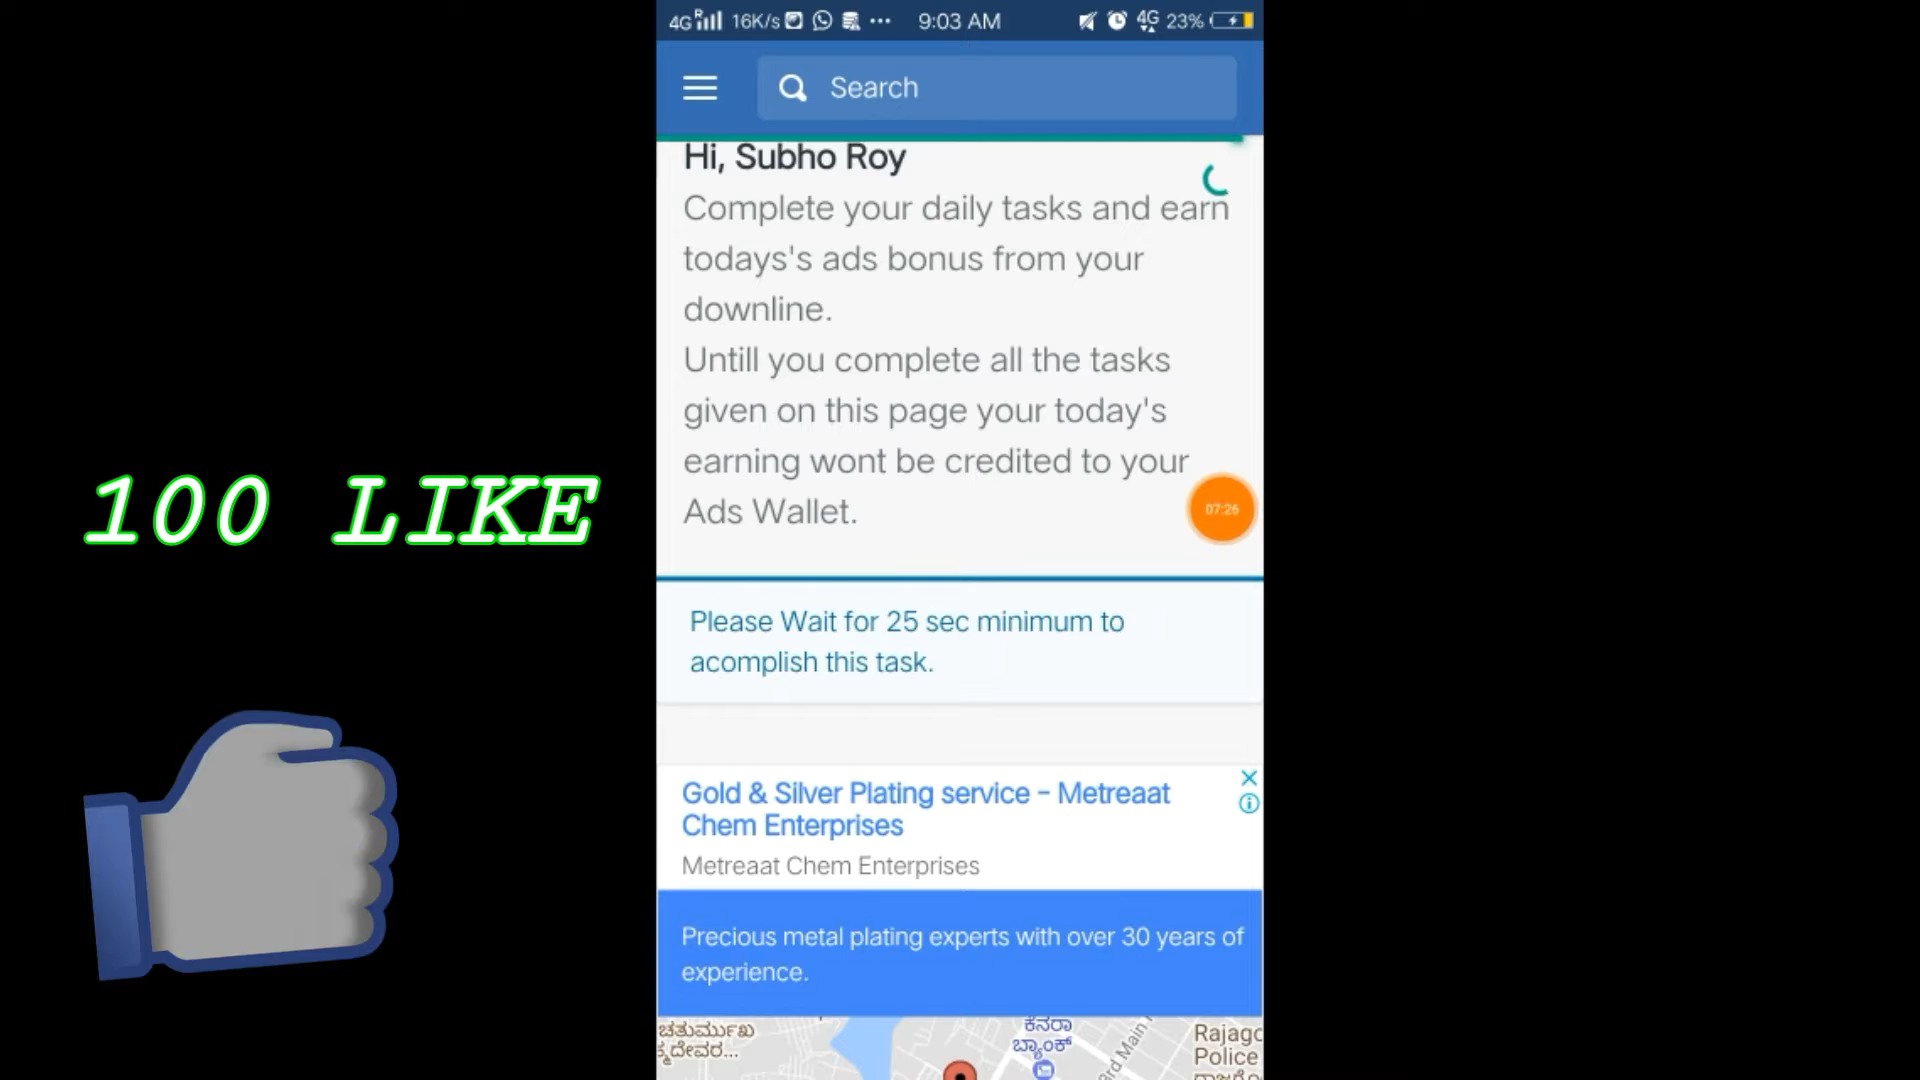 4G R 16K/s 9:03 AM 4G 23%
Search
Hi, Subho Roy
Complete your daily tasks and earn
todays's ads bonus from your
downline.
Untill you complete all the tasks
given on this page your today's
earning wont be credited to your
Ads Wallet.
07:26
100 LIKE
Please Wait for 25 sec minimum to
acomplish this task.
Gold & Silver Plating service - Metreaat
Chem Enterprises
Metreaat Chem Enterprises
Precious metal plating experts with over 30 years of
experience.
ಚತುರ್ಮುಖ
ಕೆನರಾ
ಬ್ಯಾಂಕ್
Rajago
Police